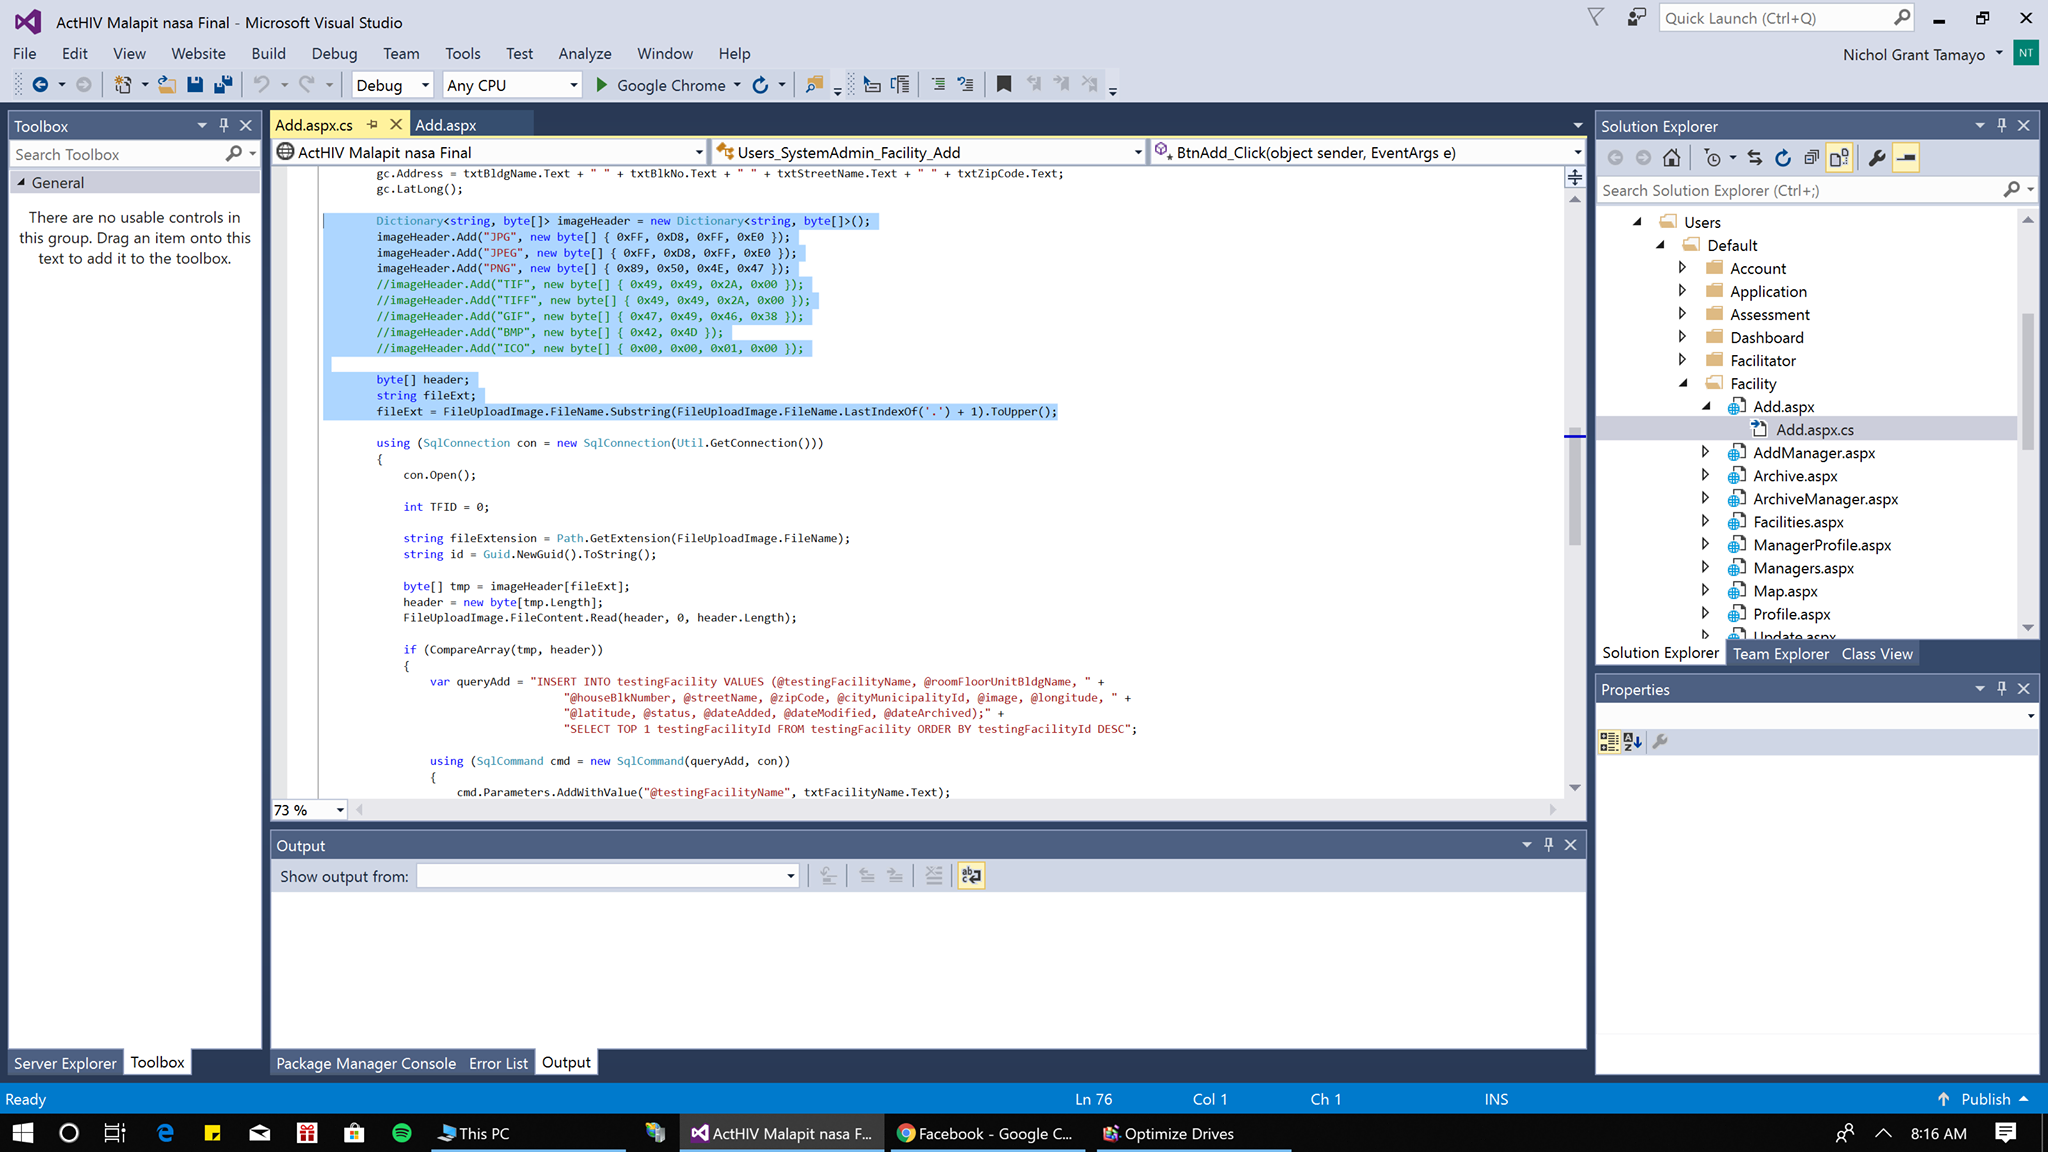 ActHIV Malapit nasa Final - Microsoft Visual Studio
Quick Launch (Ctrl+Q)
File Edit View Website Build Debug Team Tools Test Analyze Window Help
Nichol Grant Tamayo NT
Debug Any CPU Google Chrome
Toolbox
Search Toolbox
General
There are no usable controls in
this group. Drag an item onto this
text to add it to the toolbox.
Server Explorer Toolbox
Add.aspx.cs Add.aspx
ActHIV Malapit nasa Final Users_SystemAdmin_Facility_Add BtnAdd_Click(object sender, EventArgs e)
gc.Address = txtBldgName.Text + " " + txtBlkNo.Text + " " + txtStreetName.Text + " " + txtZipCode.Text;
gc.LatLong();
Dictionary<string, byte[]> imageHeader = new Dictionary<string, byte[]>();
imageHeader.Add("JPG", new byte[] { 0xFF, 0xD8, 0xFF, 0xE0 });
imageHeader.Add("JPEG", new byte[] { 0xFF, 0xD8, 0xFF, 0xE0 });
imageHeader.Add("PNG", new byte[] { 0x89, 0x50, 0x4E, 0x47 });
//imageHeader.Add("TIF", new byte[] { 0x49, 0x49, 0x2A, 0x00 });
//imageHeader.Add("TIFF", new byte[] { 0x49, 0x49, 0x2A, 0x00 });
//imageHeader.Add("GIF", new byte[] { 0x47, 0x49, 0x46, 0x38 });
//imageHeader.Add("BMP", new byte[] { 0x42, 0x4D });
//imageHeader.Add("ICO", new byte[] { 0x00, 0x00, 0x01, 0x00 });
byte[] header;
string fileExt;
fileExt = FileUploadImage.FileName.Substring(FileUploadImage.FileName.LastIndexOf('.') + 1).ToUpper();
using (SqlConnection con = new SqlConnection(Util.GetConnection()))
{
con.Open();
int TFID = 0;
string fileExtension = Path.GetExtension(FileUploadImage.FileName);
string id = Guid.NewGuid().ToString();
byte[] tmp = imageHeader[fileExt];
header = new byte[tmp.Length];
FileUploadImage.FileContent.Read(header, 0, header.Length);
if (CompareArray(tmp, header))
{
var queryAdd = "INSERT INTO testingFacility VALUES (@testingFacilityName, @roomFloorUnitBldgName, " +
"@houseBlkNumber, @streetName, @zipCode, @cityMunicipalityId, @image, @longitude, " +
"@latitude, @status, @dateAdded, @dateModified, @dateArchived);" +
"SELECT TOP 1 testingFacilityId FROM testingFacility ORDER BY testingFacilityId DESC";
using (SqlCommand cmd = new SqlCommand(queryAdd, con))
{
cmd.Parameters.AddWithValue("@testingFacilityName", txtFacilityName.Text);
73 %
Output
Show output from:
Package Manager Console Error List Output
Solution Explorer
Search Solution Explorer (Ctrl+;)
Users
Default
Account
Application
Assessment
Dashboard
Facilitator
Facility
Add.aspx
Add.aspx.cs
AddManager.aspx
Archive.aspx
ArchiveManager.aspx
Facilities.aspx
ManagerProfile.aspx
Managers.aspx
Map.aspx
Profile.aspx
Update.aspx
Solution Explorer Team Explorer Class View
Properties
Ready Ln 76 Col 1 Ch 1 INS Publish
This PC ActHIV Malapit nasa F... Facebook - Google C... Optimize Drives 8:16 AM